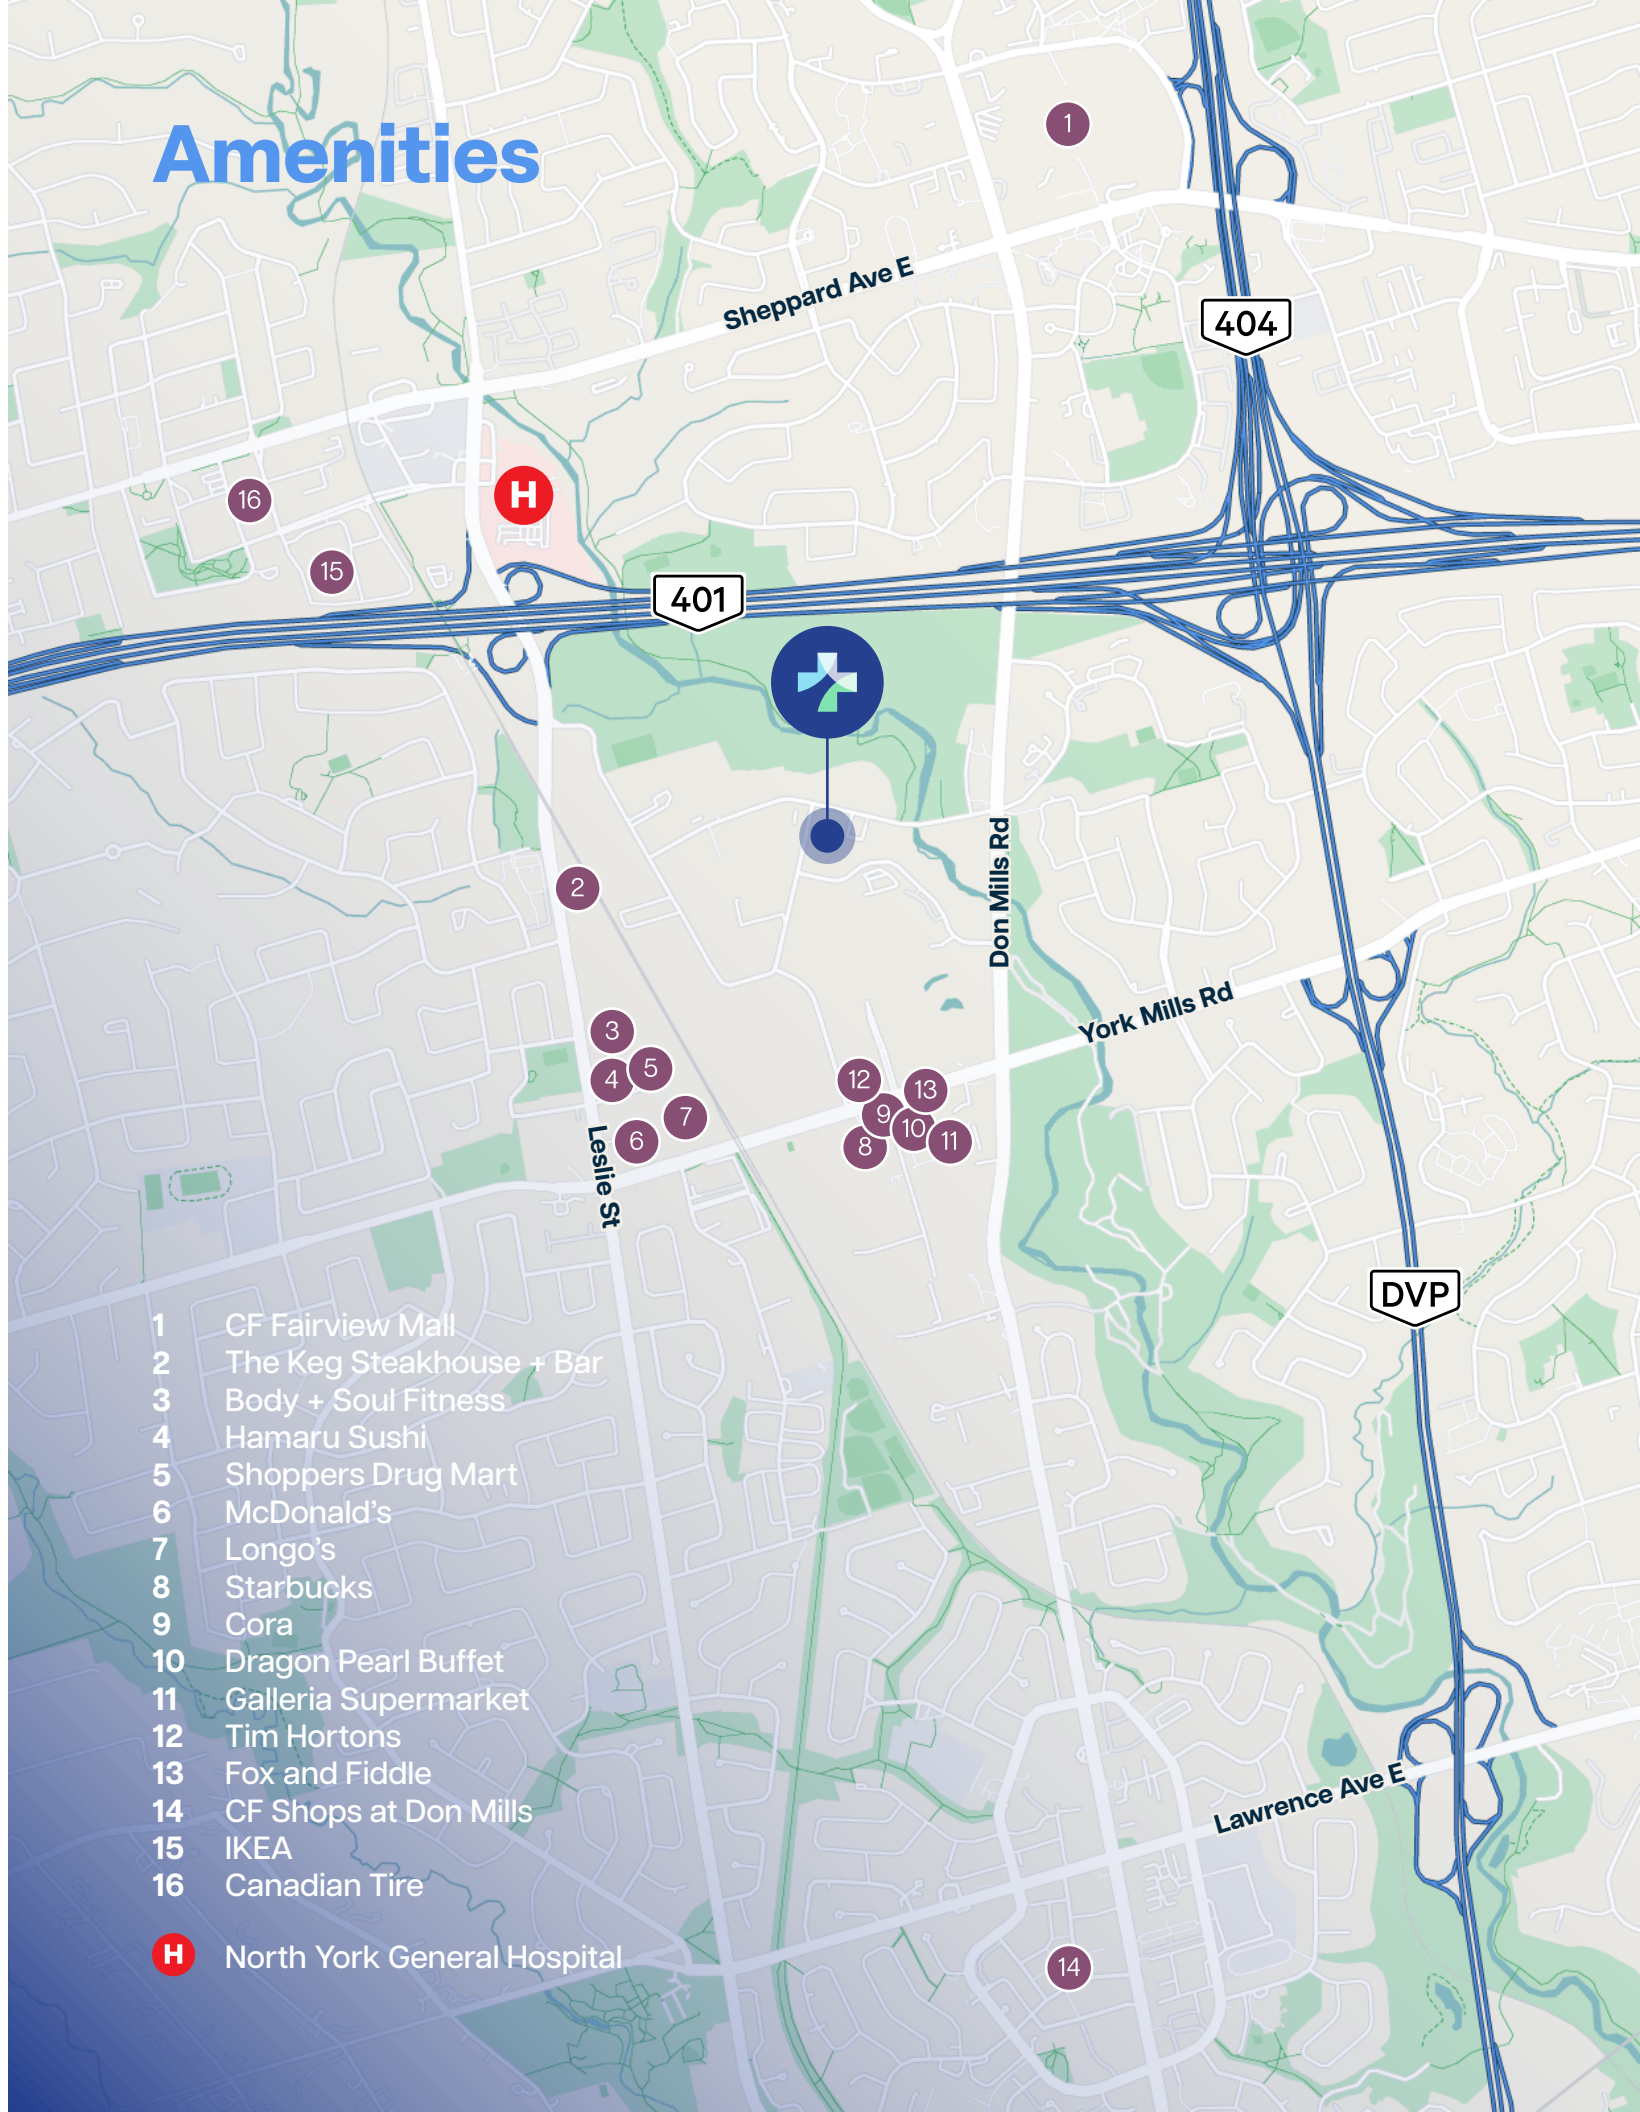 Amenities
1
Sheppard Ave E
404
16
H
15
401
Don Mills Rd
2
York Mills Rd
3
5
4
12
13
7
9
10
6
8
11
Leslie St
DVP
1 CF Fairview Mall
2 The Keg Steakhouse + Bar
3 Body + Soul Fitness
4 Hamaru Sushi
5 Shoppers Drug Mart
6 McDonald’s
7 Longo’s
8 Starbucks
9 Cora
10 Dragon Pearl Buffet
11 Galleria Supermarket
12 Tim Hortons
13 Fox and Fiddle
14 CF Shops at Don Mills
15 IKEA
16 Canadian Tire
H North York General Hospital
Lawrence Ave E
14